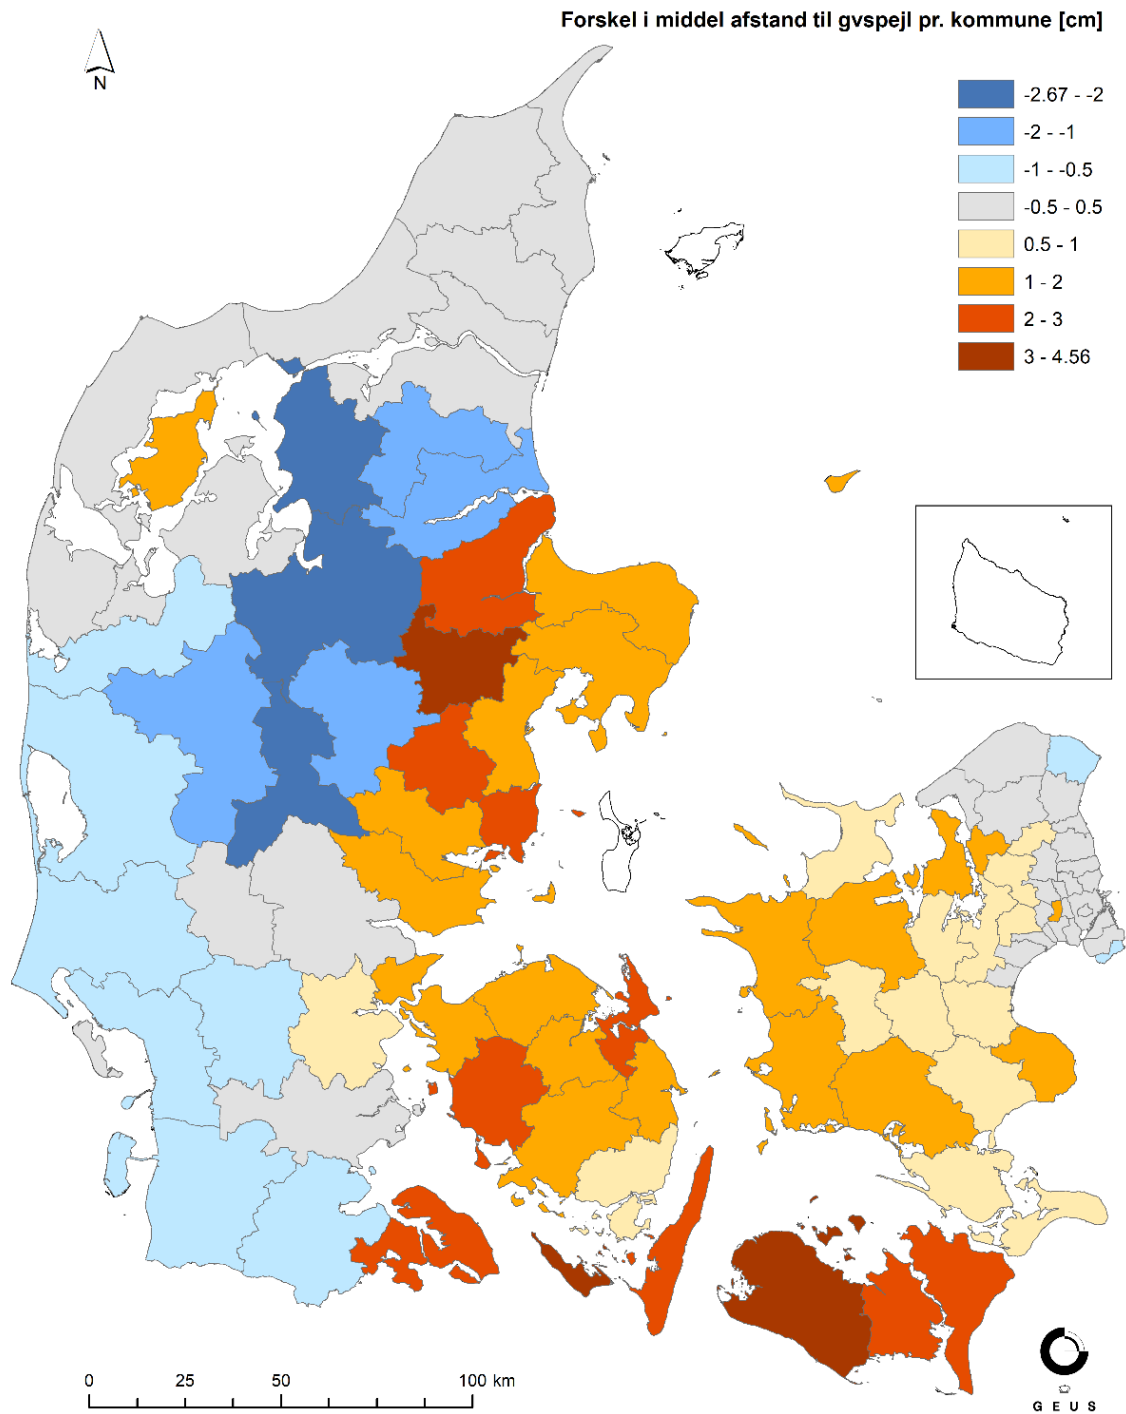 Forskel i middel afstand til gvspejl pr. kommune [cm]
N
-2.67 - -2
-2 - -1
-1 - -0.5
-0.5 - 0.5
0.5 - 1
1 - 2
2 - 3
3 - 4.56
0 25 50 100 km
G E U S